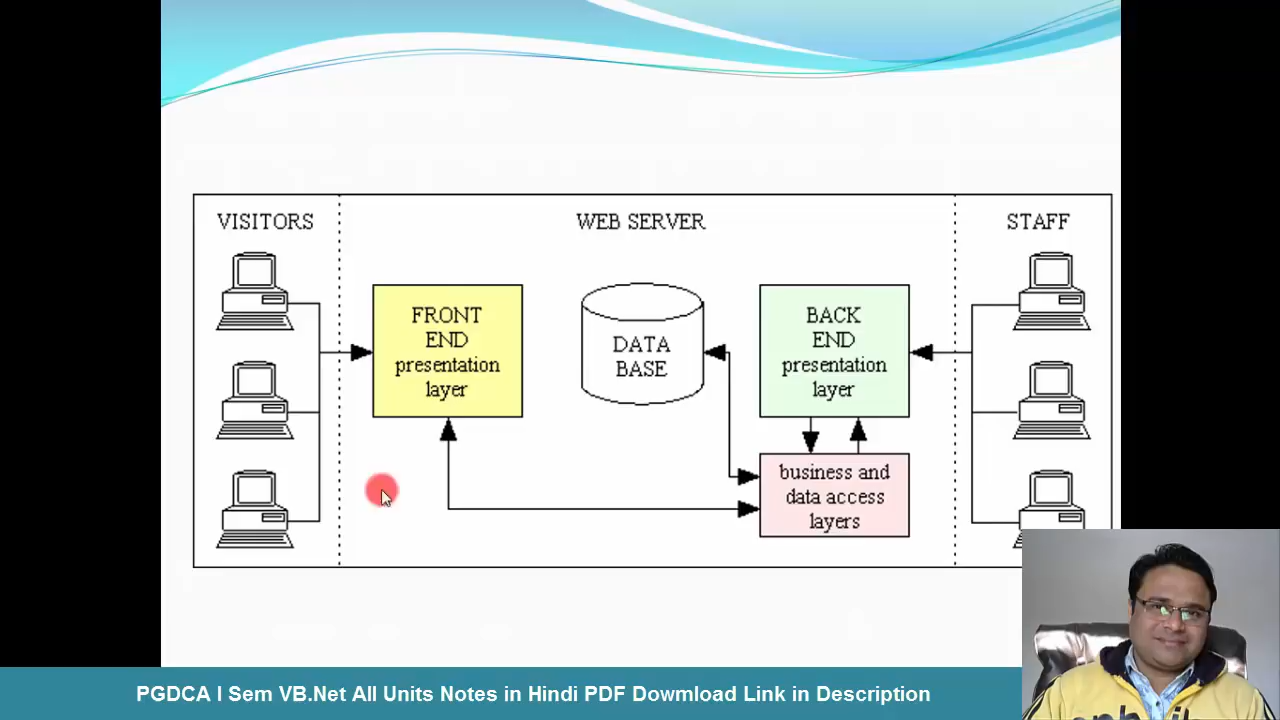 VISITORS
WEB SERVER
STAFF
FRONT
END
presentation
layer
DATA
BASE
BACK
END
presentation
layer
business and
data access
layers
PGDCA I Sem VB.Net All Units Notes in Hindi PDF Dowmload Link in Description